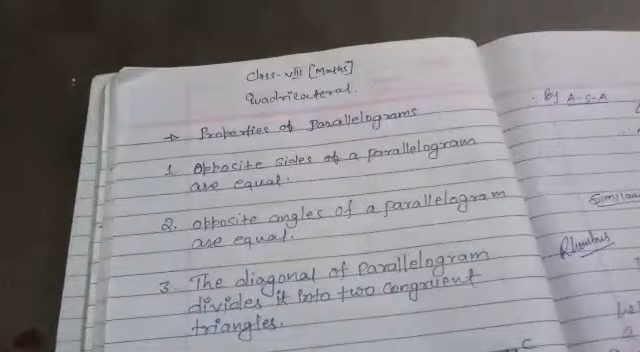 Class-VIII [Maths]
Quadrilateral.
→ Properties of Parallelograms
1 Opposite sides of a parallelogram
are equal.
2. opposite angles of a parallelogram
are equal.
3. The diagonal of Parallelogram
divides it into two congruent
triangles.
C
∴ By A-S-A
Rhombus